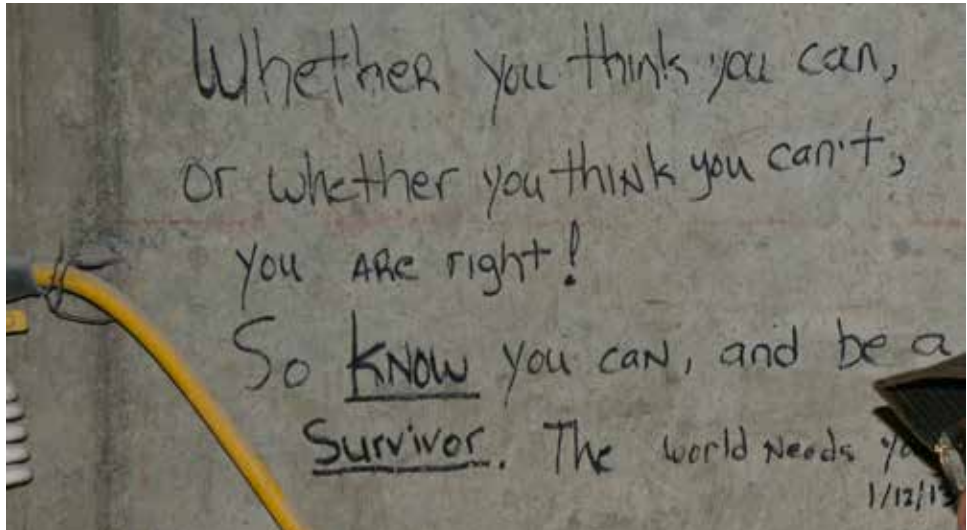 Whether you think you can,
or whether you think you can't,
you are right!
So KNOW you can, and be a
Survivor. The world needs
1/12/13